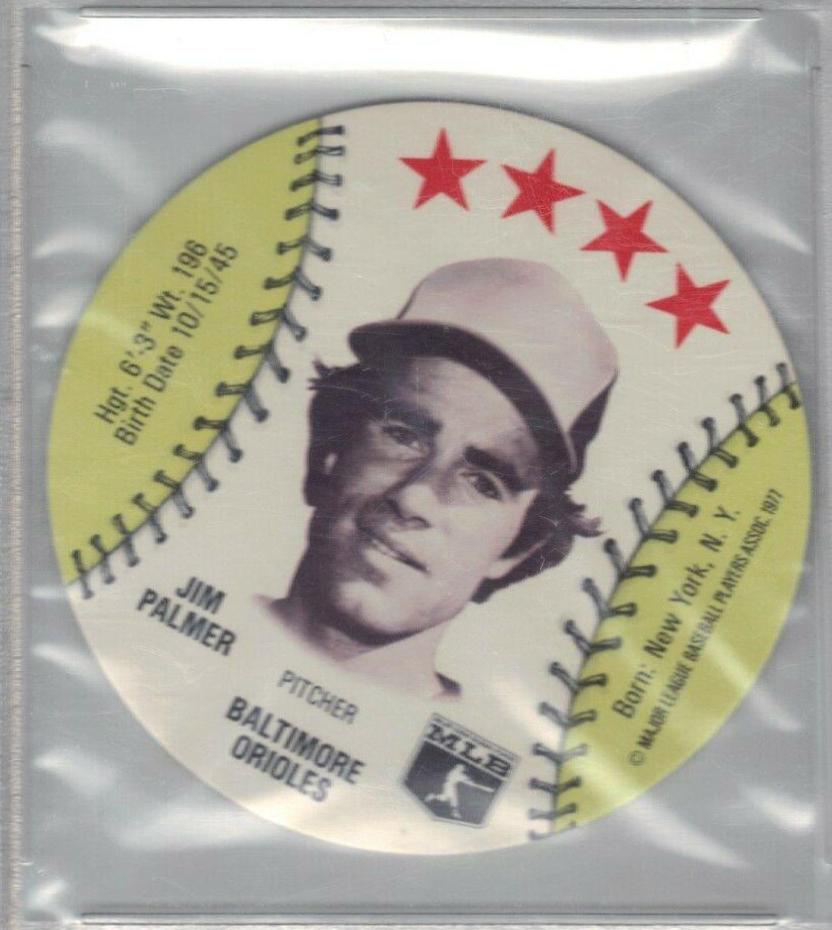 Hgt. 6'-3" Wt. 196
Birth Date 10/15/45
JIM
PALMER
PITCHER
BALTIMORE
ORIOLES
MLB
Born: New York, N. Y.
© MAJOR LEAGUE BASEBALL PLAYERS ASSOC. 1977